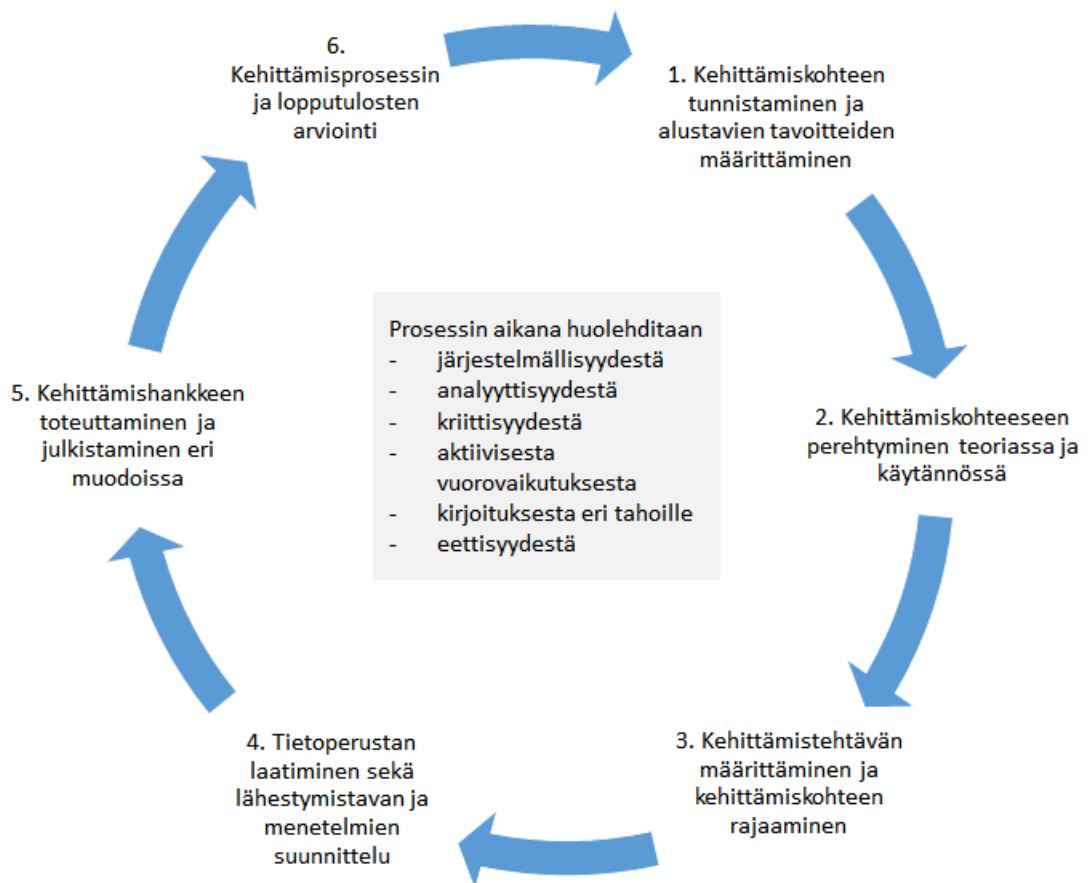 6.
Kehittämisprosessin
ja lopputulosten
arviointi
1. Kehittämiskohteen
tunnistaminen ja
alustavien tavoitteiden
määrittäminen
2. Kehittämiskohteeseen
perehtyminen teoriassa ja
käytännössä
3. Kehittämistehtävän
määrittäminen ja
kehittämiskohteen
rajaaminen
4. Tietoperustan
laatiminen sekä
lähestymistavan ja
menetelmien
suunnittelu
5. Kehittämishankkeen
toteuttaminen ja
julkistaminen eri
muodoissa
Prosessin aikana huolehditaan
- järjestelmällisyydestä
- analyyttisyydestä
- kriittisyydestä
- aktiivisesta
vuorovaikutuksesta
- kirjoituksesta eri tahoille
- eettisyydestä